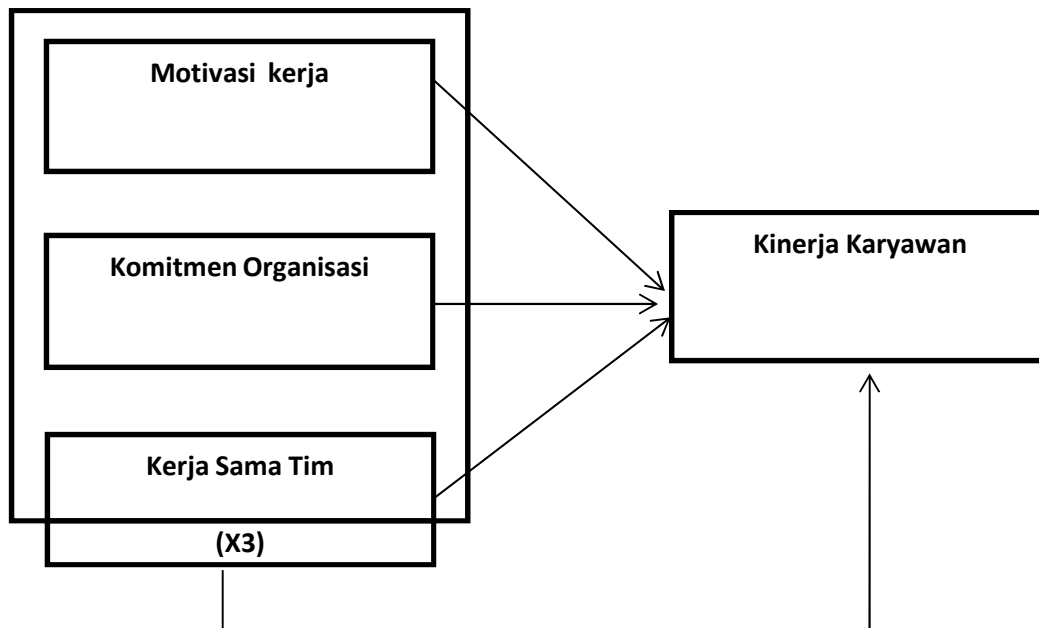 Motivasi kerja
Komitmen Organisasi
Kinerja Karyawan
Kerja Sama Tim
(X3)